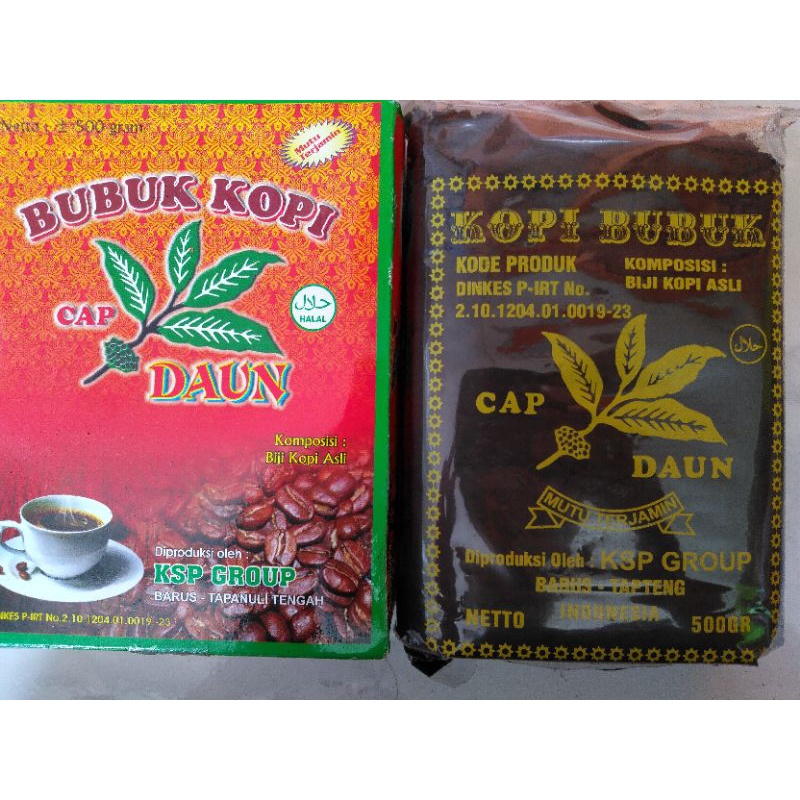 Netto : ± 500 gram
Mutu
Terjamin
BUBUK KOPI
CAP
DAUN
حلال
HALAL
Komposisi :
Biji Kopi Asli
Diproduksi oleh :
KSP GROUP
BARUS - TAPANULI TENGAH
DINKES P-IRT No.2.10.1204.01.0019 -23
KOPI BUBUK
KODE PRODUK
DINKES P-IRT No.
2.10.1204.01.0019-23
KOMPOSISI :
BIJI KOPI ASLI
حلال
CAP
DAUN
MUTU TERJAMIN
Diproduksi Oleh : KSP GROUP
BARUS - TAPTENG
INDONESIA
NETTO
500GR